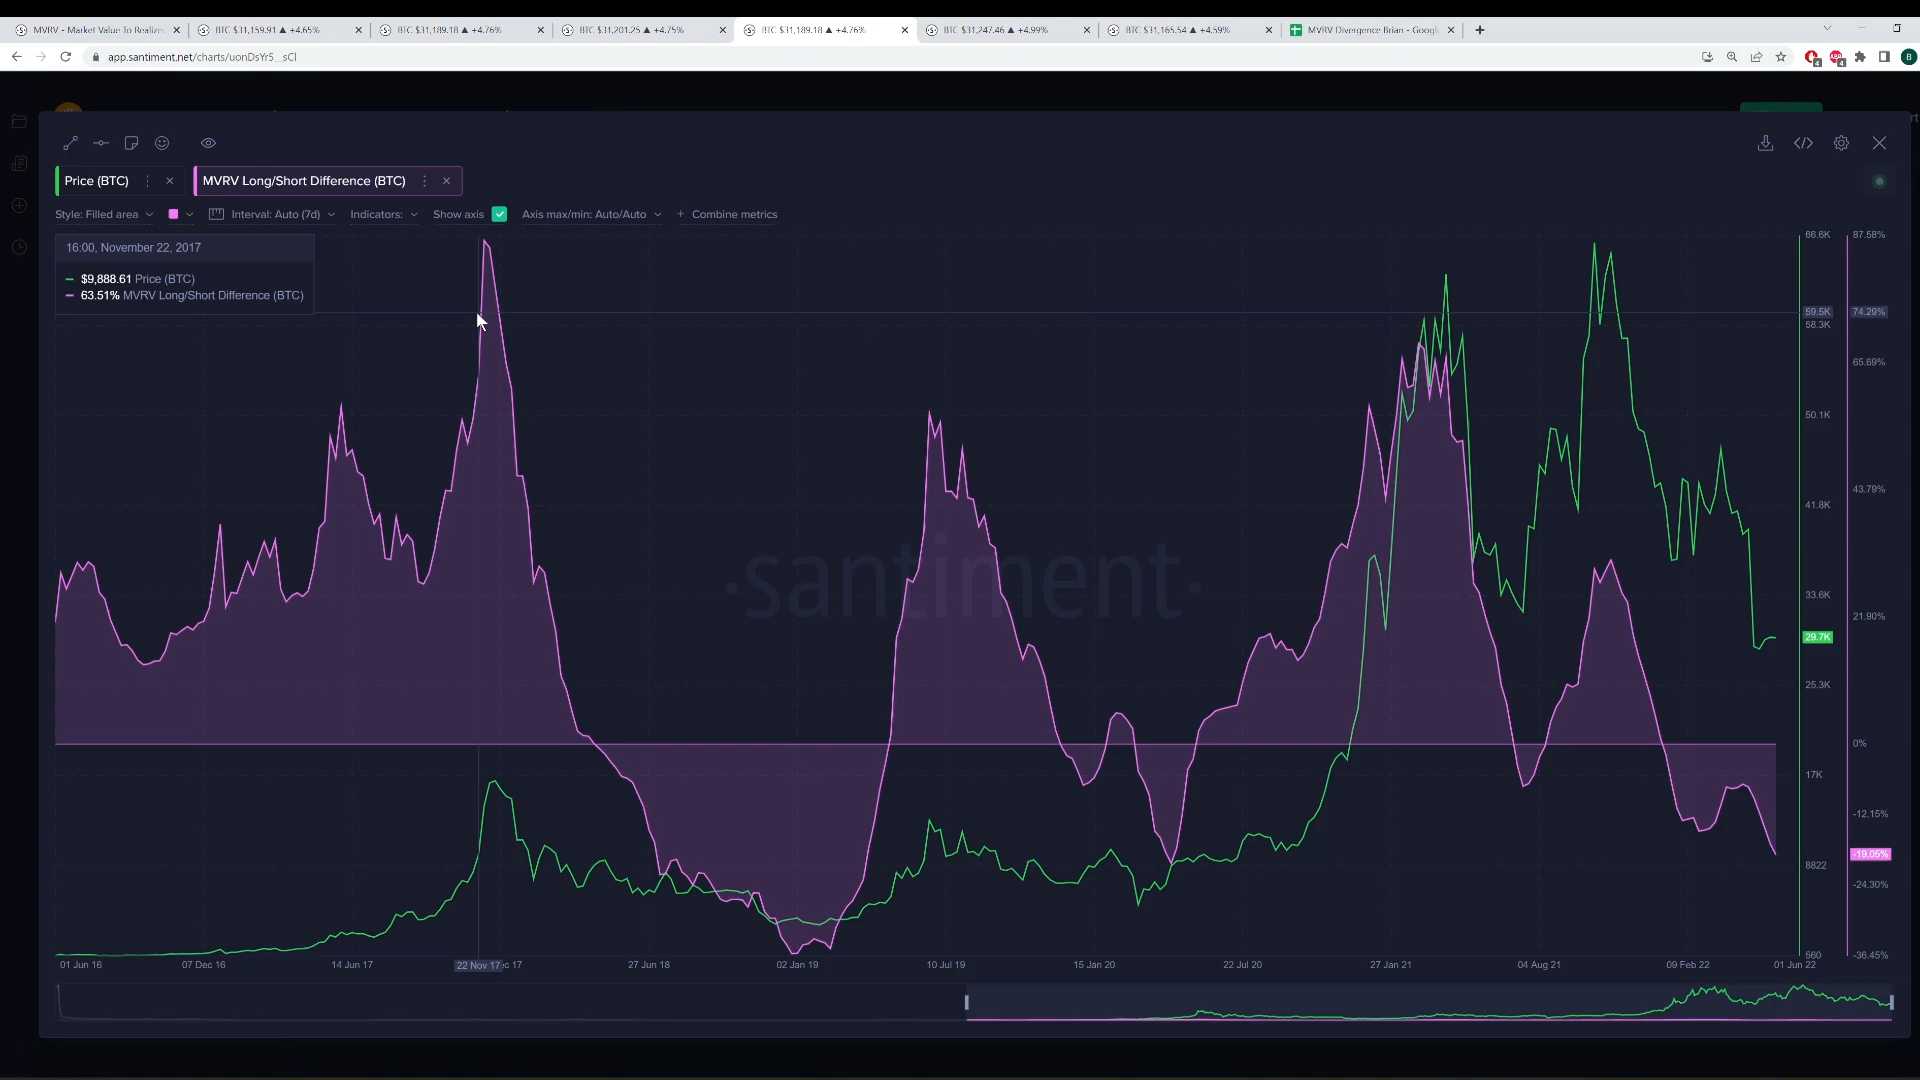 MVRV - Market Value To Realize
BTC $31,159.91 ▲ +4.65%
BTC $31,189.18 ▲ +4.76%
BTC $31,201.25 ▲ +4.75%
BTC $31,189.18 ▲ +4.76%
BTC $31,247.46 ▲ +4.99%
BTC $31,165.54 ▲ +4.59%
MVRV Divergence Brian - Googl
app.santiment.net/charts/uonDsYr5__sCl
4
4
B
Price (BTC)
MVRV Long/Short Difference (BTC)
Style: Filled area
Interval: Auto (7d)
Indicators:
Show axis
Axis max/min: Auto/Auto
+ Combine metrics
16:00, November 22, 2017
$9,888.61 Price (BTC)
63.51% MVRV Long/Short Difference (BTC)
·santiment·
66.6K
59.5K
58.3K
50.1K
41.8K
33.6K
29.7K
25.3K
17K
8822
560
87.58%
74.29%
65.69%
43.79%
21.90%
0%
-12.15%
-19.05%
-24.30%
-36.45%
01 Jun 16
07 Dec 16
14 Jun 17
22 Nov 17
c 17
27 Jun 18
02 Jan 19
10 Jul 19
15 Jan 20
22 Jul 20
27 Jan 21
04 Aug 21
09 Feb 22
01 Jun 22